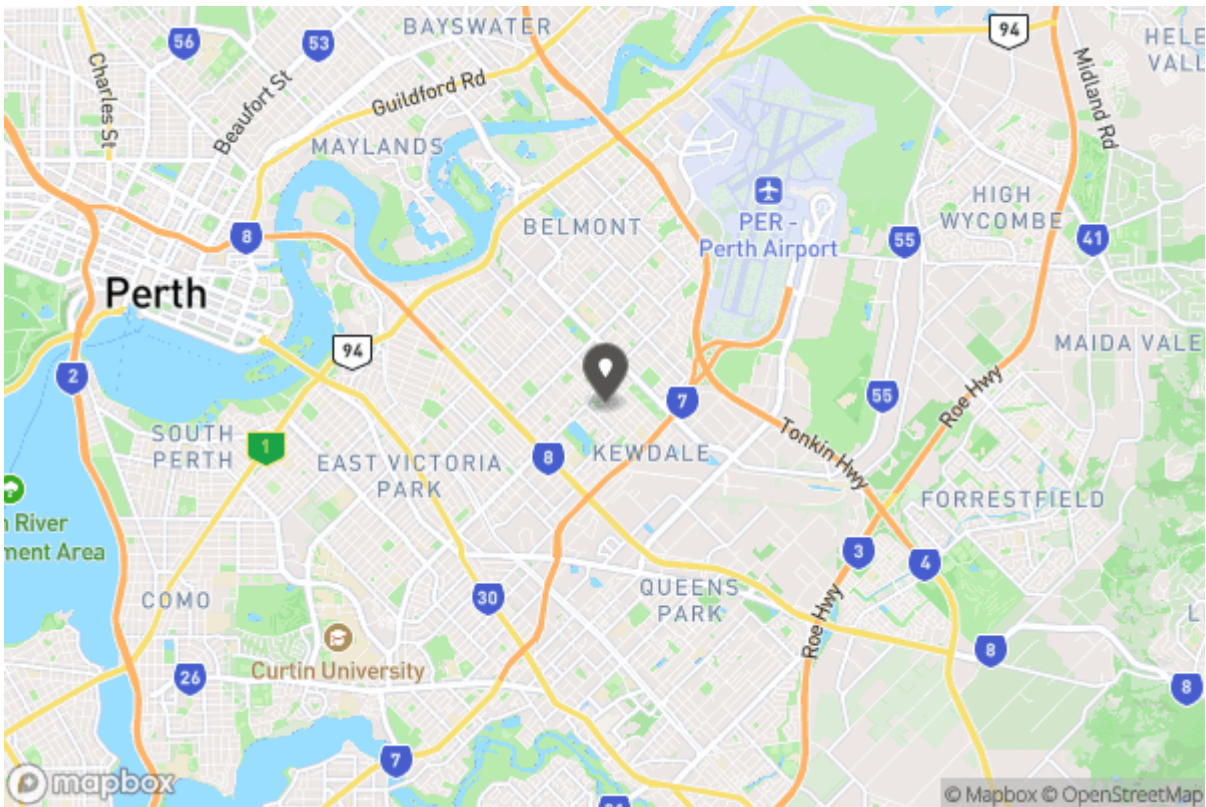 BAYSWATER
94
HELE
VALL
56
53
Charles St
Beaufort St
Guildford Rd
Midland Rd
MAYLANDS
HIGH
WYCOMBE
BELMONT
PER -
Perth Airport
8
55
41
Perth
94
MAIDA VALE
2
7
55
Roe Hwy
SOUTH
PERTH
1
EAST VICTORIA
PARK
8
KEWDALE
Tonkin Hwy
FORRESTFIELD
n River
ment Area
3
4
COMO
30
QUEENS
PARK
L
Roe Hwy
Curtin University
26
8
8
7
mapbox
© Mapbox © OpenStreetMap